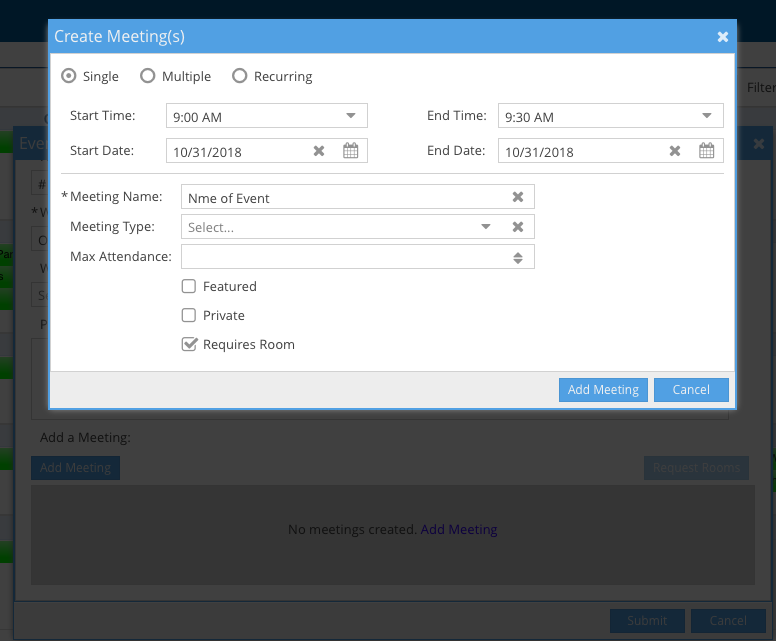 Create Meeting(s)
Filter
Single Multiple Recurring
Start Time: 9:00 AM End Time: 9:30 AM
Start Date: 10/31/2018 End Date: 10/31/2018
* Meeting Name: Nme of Event
Meeting Type: Select...
Max Attendance:
Featured
Private
Requires Room
Add Meeting Cancel
Add a Meeting:
Add Meeting Request Rooms
No meetings created. Add Meeting
Submit Cancel